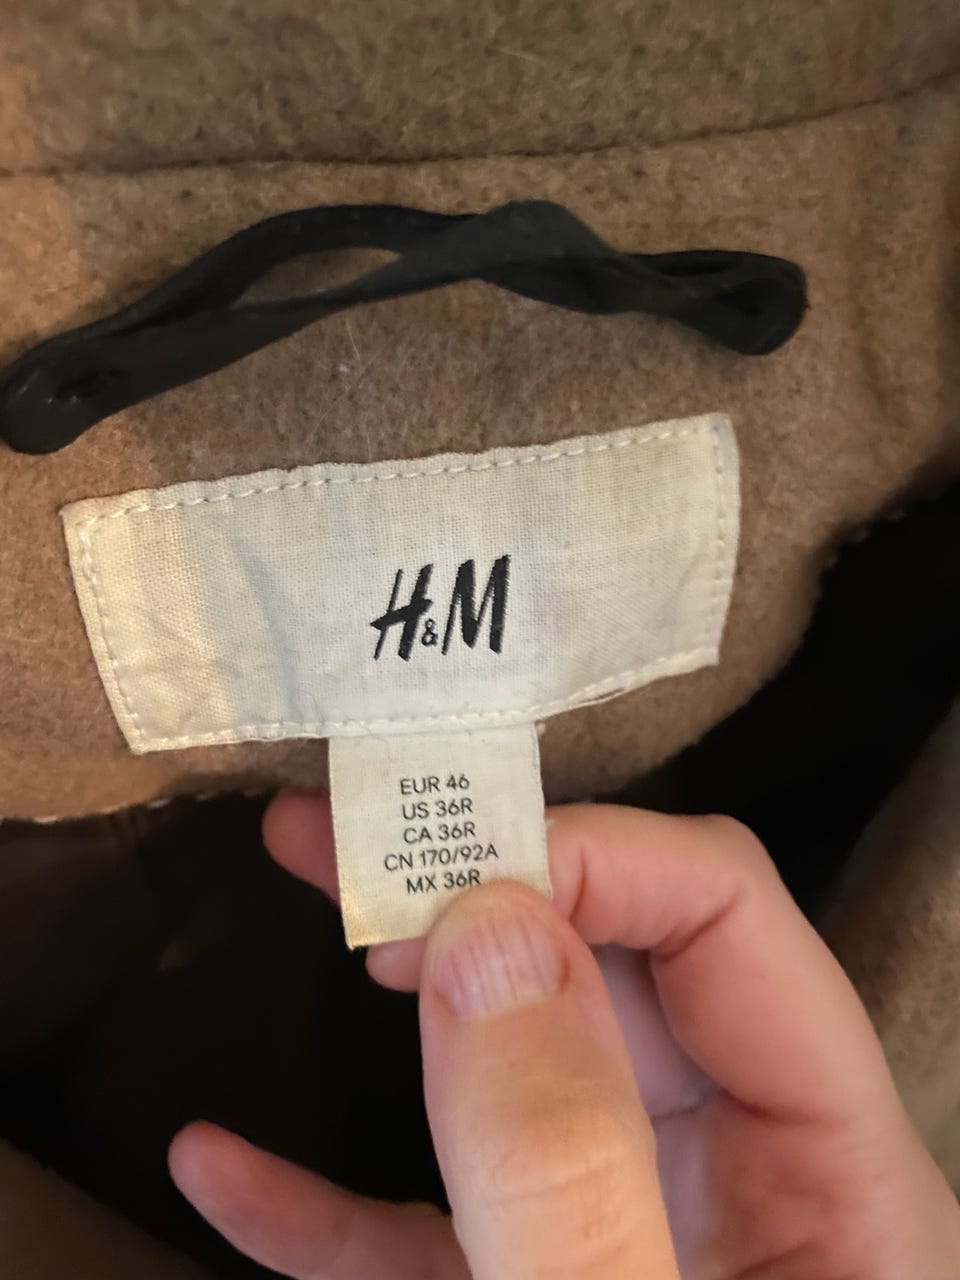 H&M
EUR 46
US 36R
CA 36R
CN 170/92A
MX 36R